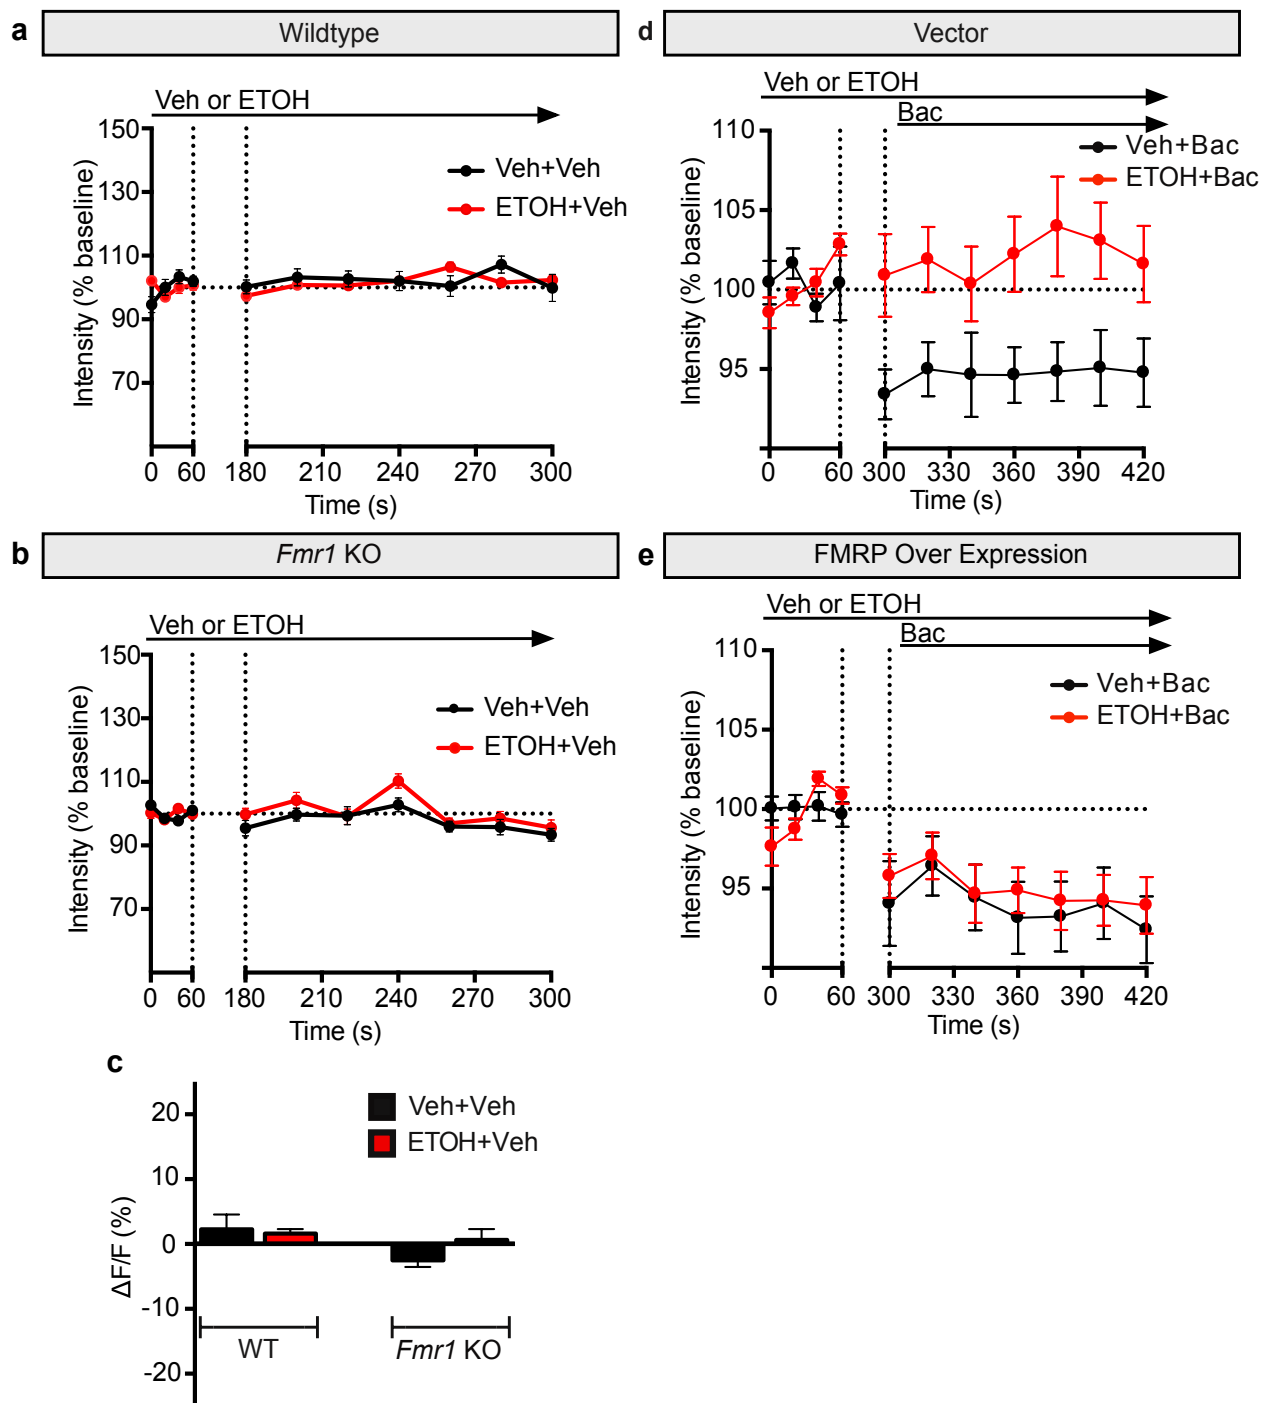 a
Wildtype
Veh or ETOH
150
130
110
90
70
Intensity (% baseline)
Veh+Veh
ETOH+Veh
0 60 180 210 240 270 300
Time (s)
b
Fmr1 KO
Veh or ETOH
150
130
110
90
70
Intensity (% baseline)
Veh+Veh
ETOH+Veh
0 60 180 210 240 270 300
Time (s)
c
20
10
0
-10
-20
ΔF/F (%)
Veh+Veh
ETOH+Veh
WT
Fmr1 KO
d
Vector
Veh or ETOH
Bac
110
105
100
95
Intensity (% baseline)
Veh+Bac
ETOH+Bac
0 60 300 330 360 390 420
Time (s)
e
FMRP Over Expression
Veh or ETOH
Bac
110
105
100
95
Intensity (% baseline)
Veh+Bac
ETOH+Bac
0 60 300 330 360 390 420
Time (s)